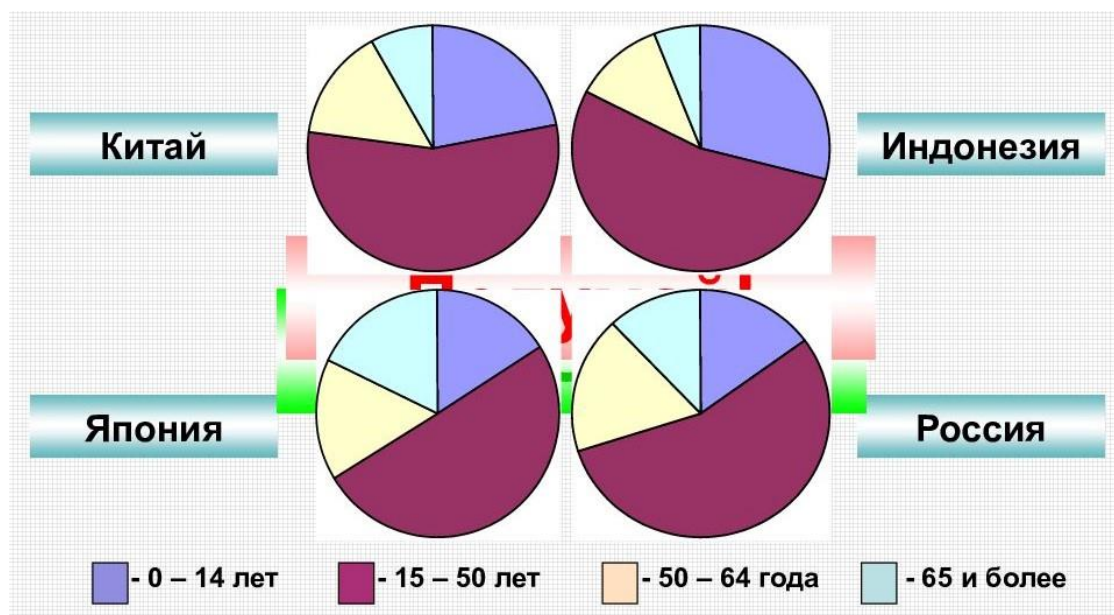 Китай
Индонезия
Япония
Россия
- 0 – 14 лет
- 15 – 50 лет
- 50 – 64 года
- 65 и более